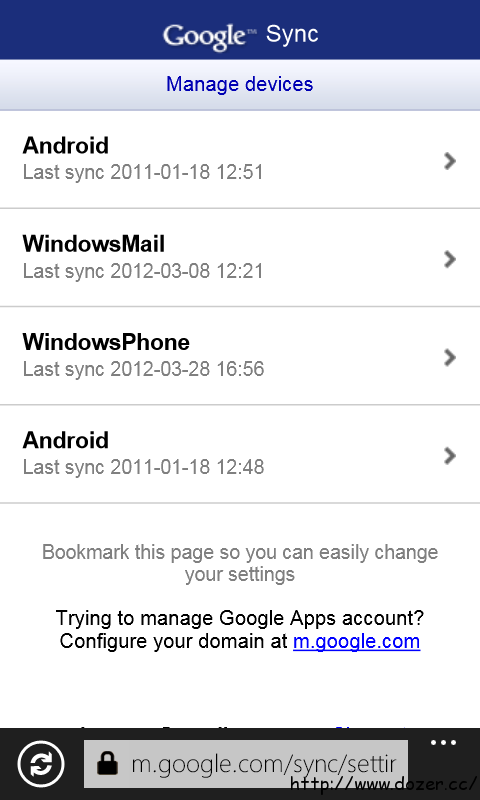 Google™ Sync
Manage devices
Android
Last sync 2011-01-18 12:51
WindowsMail
Last sync 2012-03-08 12:21
WindowsPhone
Last sync 2012-03-28 16:56
Android
Last sync 2011-01-18 12:48
Bookmark this page so you can easily change
your settings
Trying to manage Google Apps account?
Configure your domain at m.google.com
m.google.com/sync/settin
http://www.dozer.cc/